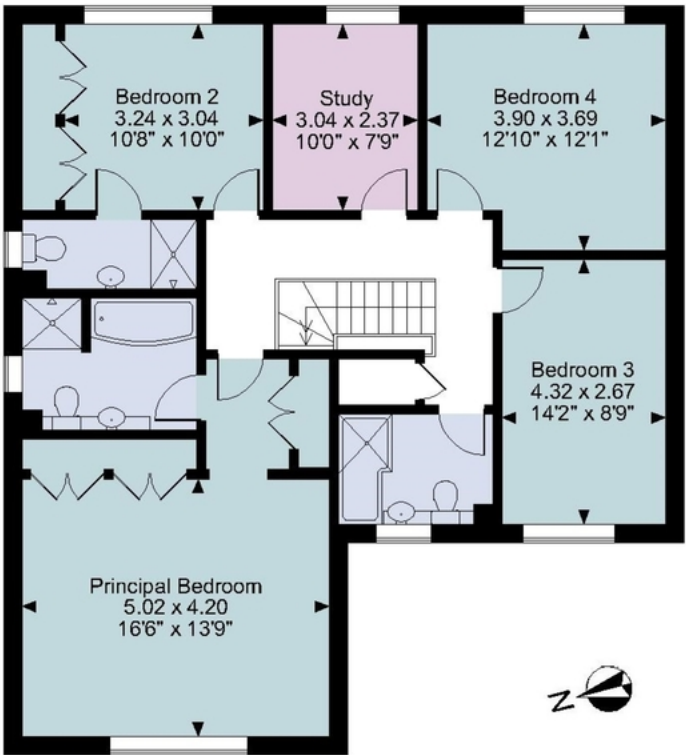 Bedroom 2
3.24 x 3.04
10'8" x 10'0"
Study
3.04 x 2.37
10'0" x 7'9"
Bedroom 4
3.90 x 3.69
12'10" x 12'1"
Bedroom 3
4.32 x 2.67
14'2" x 8'9"
Principal Bedroom
5.02 x 4.20
16'6" x 13'9"
N